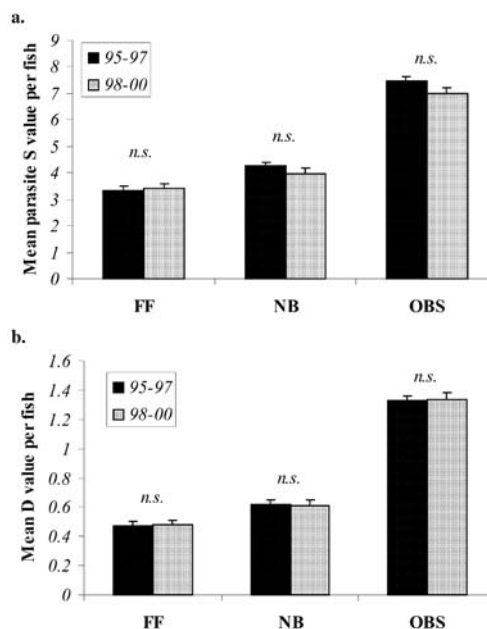 a.
Mean parasite S value per fish
9
8
7
6
5
4
3
2
1
0
95-97
98-00
n.s.
n.s.
n.s.
FF NB OBS
b.
Mean D value per fish
1.6
1.4
1.2
1
0.8
0.6
0.4
0.2
0
95-97
98-00
n.s.
n.s.
n.s.
FF NB OBS